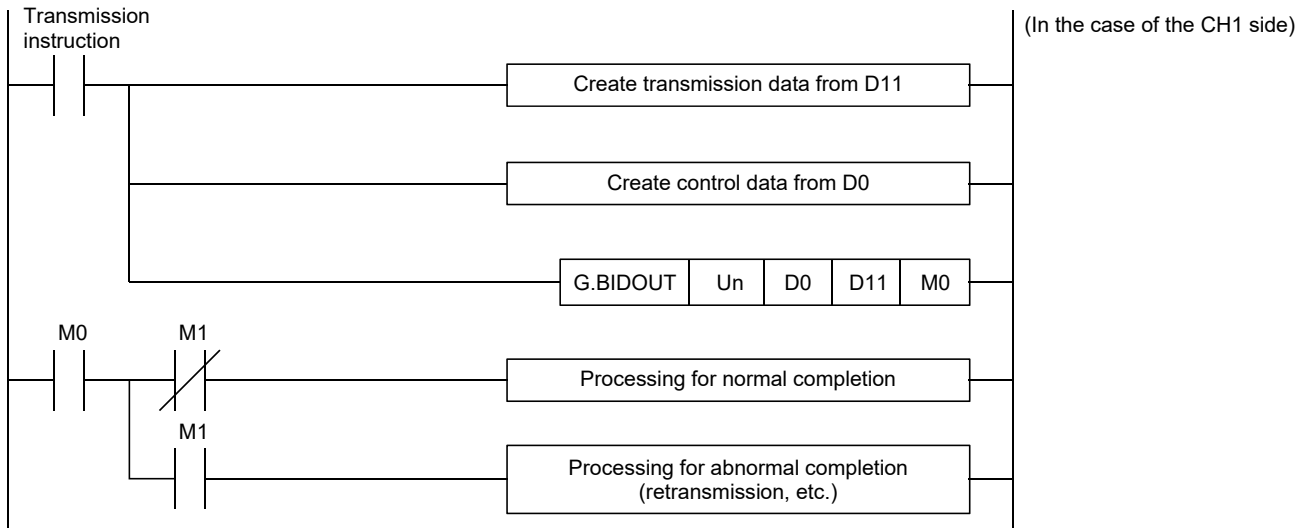 Transmission
instruction
(In the case of the CH1 side)
Create transmission data from D11
Create control data from D0
G.BIDOUT Un D0 D11 M0
M0 M1
Processing for normal completion
M1
Processing for abnormal completion
(retransmission, etc.)